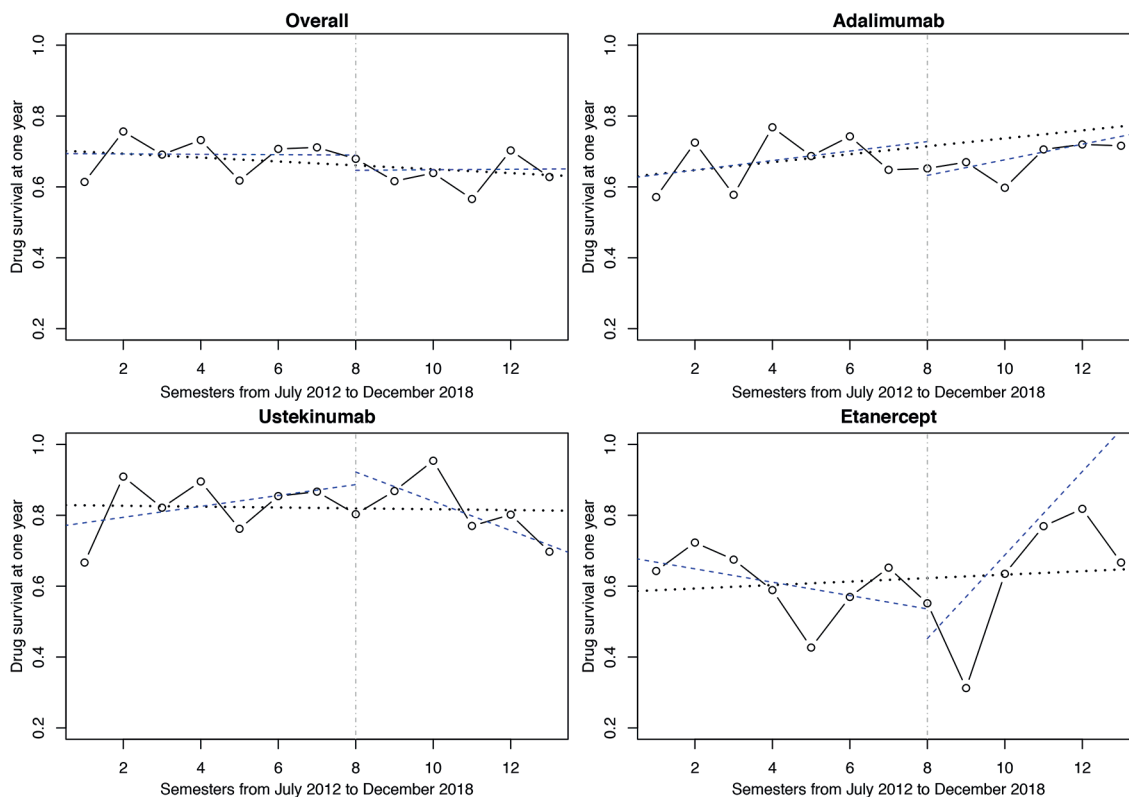 Overall
Drug survival at one year
1.0
0.8
0.6
0.4
0.2
2 4 6 8 10 12
Semesters from July 2012 to December 2018
Adalimumab
Drug survival at one year
1.0
0.8
0.6
0.4
0.2
2 4 6 8 10 12
Semesters from July 2012 to December 2018
Ustekinumab
Drug survival at one year
1.0
0.8
0.6
0.4
0.2
2 4 6 8 10 12
Semesters from July 2012 to December 2018
Etanercept
Drug survival at one year
1.0
0.8
0.6
0.4
0.2
2 4 6 8 10 12
Semesters from July 2012 to December 2018